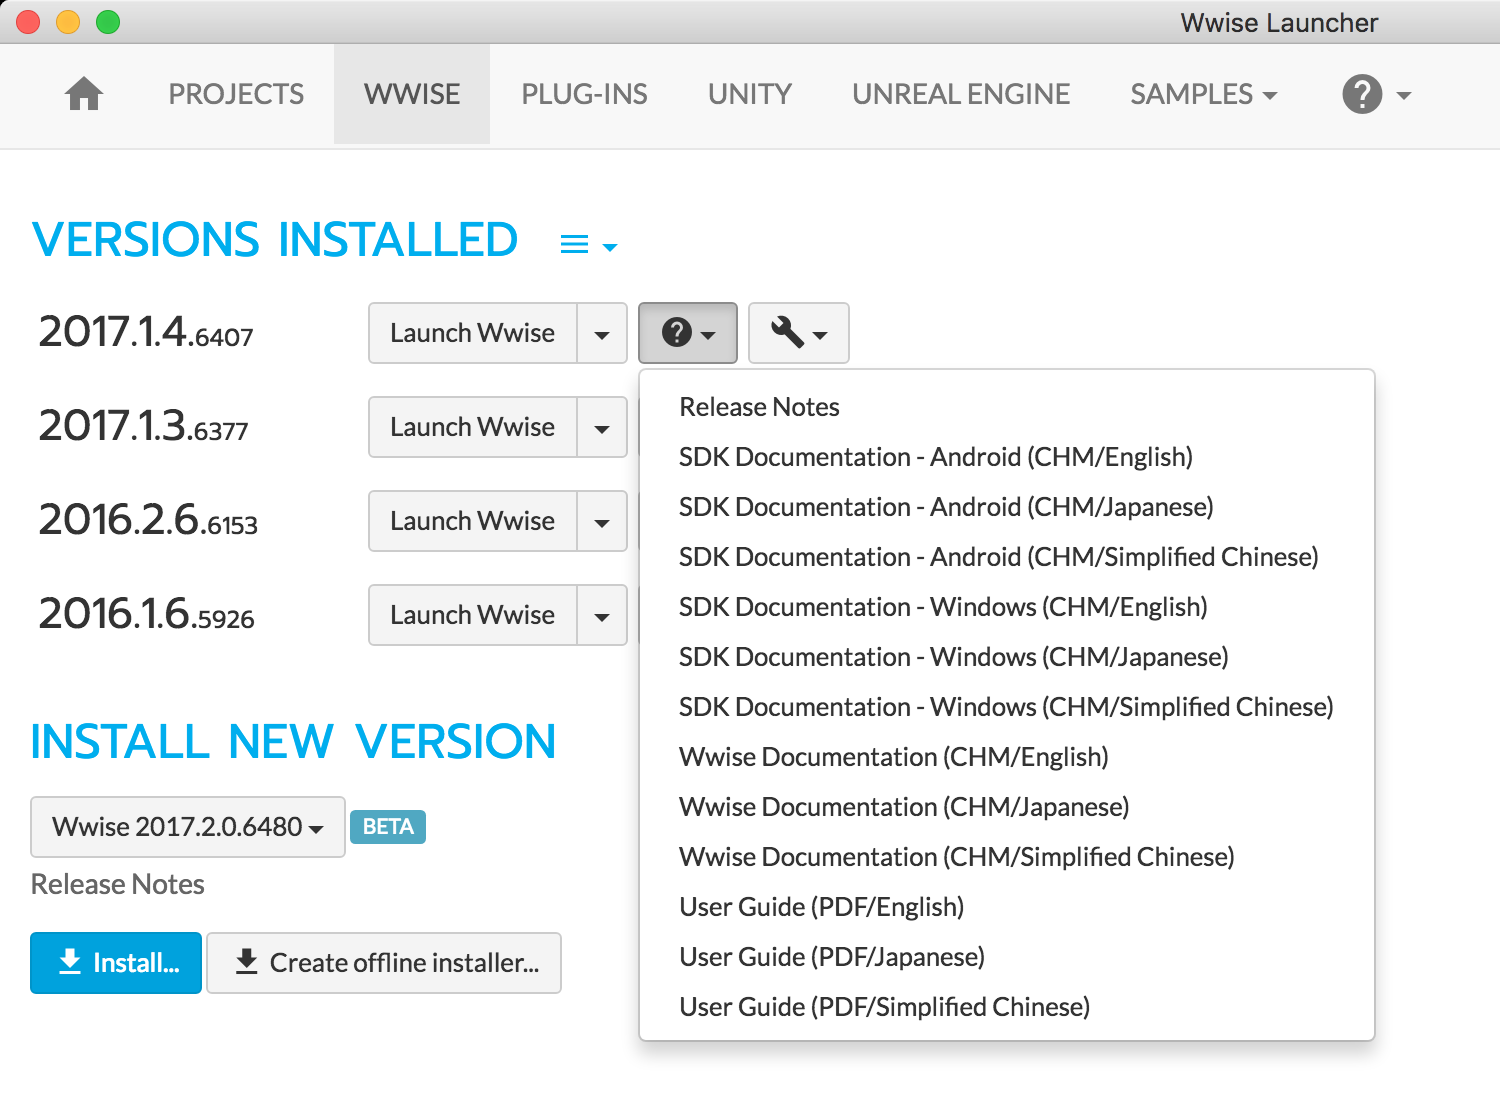 Wwise Launcher
PROJECTS WWISE PLUG-INS UNITY UNREAL ENGINE SAMPLES ?
VERSIONS INSTALLED
2017.1.4.6407 Launch Wwise ?
2017.1.3.6377 Launch Wwise
2016.2.6.6153 Launch Wwise
2016.1.6.5926 Launch Wwise
Release Notes
SDK Documentation - Android (CHM/English)
SDK Documentation - Android (CHM/Japanese)
SDK Documentation - Android (CHM/Simplified Chinese)
SDK Documentation - Windows (CHM/English)
SDK Documentation - Windows (CHM/Japanese)
SDK Documentation - Windows (CHM/Simplified Chinese)
Wwise Documentation (CHM/English)
Wwise Documentation (CHM/Japanese)
Wwise Documentation (CHM/Simplified Chinese)
User Guide (PDF/English)
User Guide (PDF/Japanese)
User Guide (PDF/Simplified Chinese)
INSTALL NEW VERSION
Wwise 2017.2.0.6480 BETA
Release Notes
Install... Create offline installer...